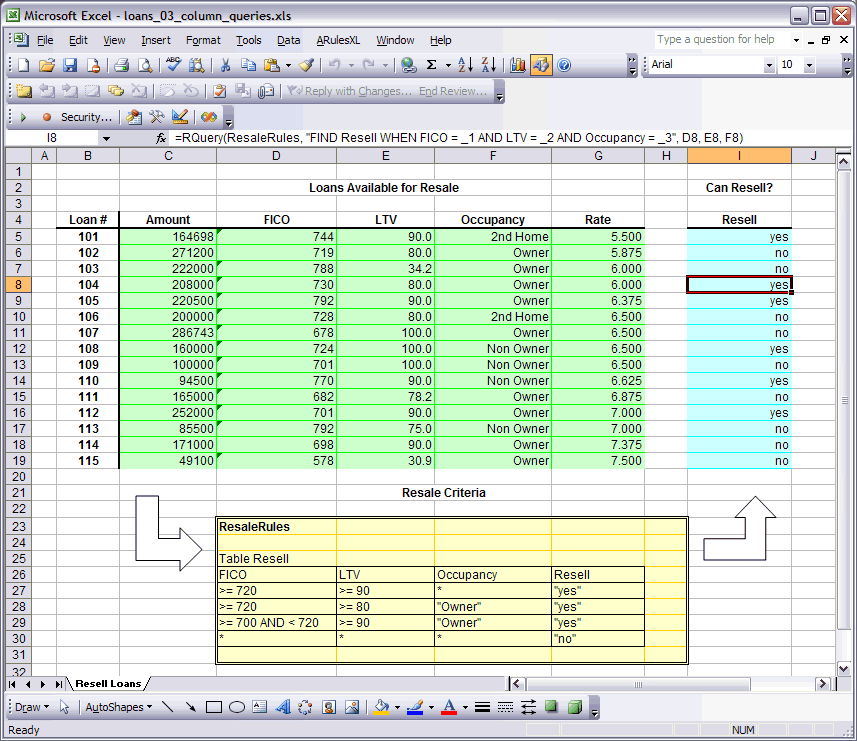 Microsoft Excel - loans_03_column_queries.xls
File Edit View Insert Format Tools Data ARulesXL Window Help Type a question for help
ABC Σ A Z Z A Arial 10
Reply with Changes... End Review...
Security...
I8 fx =RQuery(ResaleRules, "FIND Resell WHEN FICO = _1 AND LTV = _2 AND Occupancy = _3", D8, E8, F8)
A B C D E F G H I J
1
2 Loans Available for Resale Can Resell?
3
4 Loan # Amount FICO LTV Occupancy Rate Resell
5 101 164698 744 90.0 2nd Home 5.500 yes
6 102 271200 719 80.0 Owner 5.875 no
7 103 222000 788 34.2 Owner 6.000 no
8 104 208000 730 80.0 Owner 6.000 yes
9 105 220500 792 90.0 Owner 6.375 yes
10 106 200000 728 80.0 2nd Home 6.500 no
11 107 286743 678 100.0 Owner 6.500 no
12 108 160000 724 100.0 Non Owner 6.500 yes
13 109 100000 701 100.0 Non Owner 6.500 no
14 110 94500 770 90.0 Non Owner 6.625 yes
15 111 165000 682 78.2 Owner 6.875 no
16 112 252000 701 90.0 Owner 7.000 yes
17 113 85500 792 75.0 Non Owner 7.000 no
18 114 171000 698 90.0 Owner 7.375 no
19 115 49100 578 30.9 Owner 7.500 no
20
21 Resale Criteria
22
23 ResaleRules
24
25 Table Resell
26 FICO LTV Occupancy Resell
27 >= 720 >= 90 * "yes"
28 >= 720 >= 80 "Owner" "yes"
29 >= 700 AND < 720 >= 90 "Owner" "yes"
30 * * * "no"
31
32
Resell Loans
Draw AutoShapes A A
Ready NUM